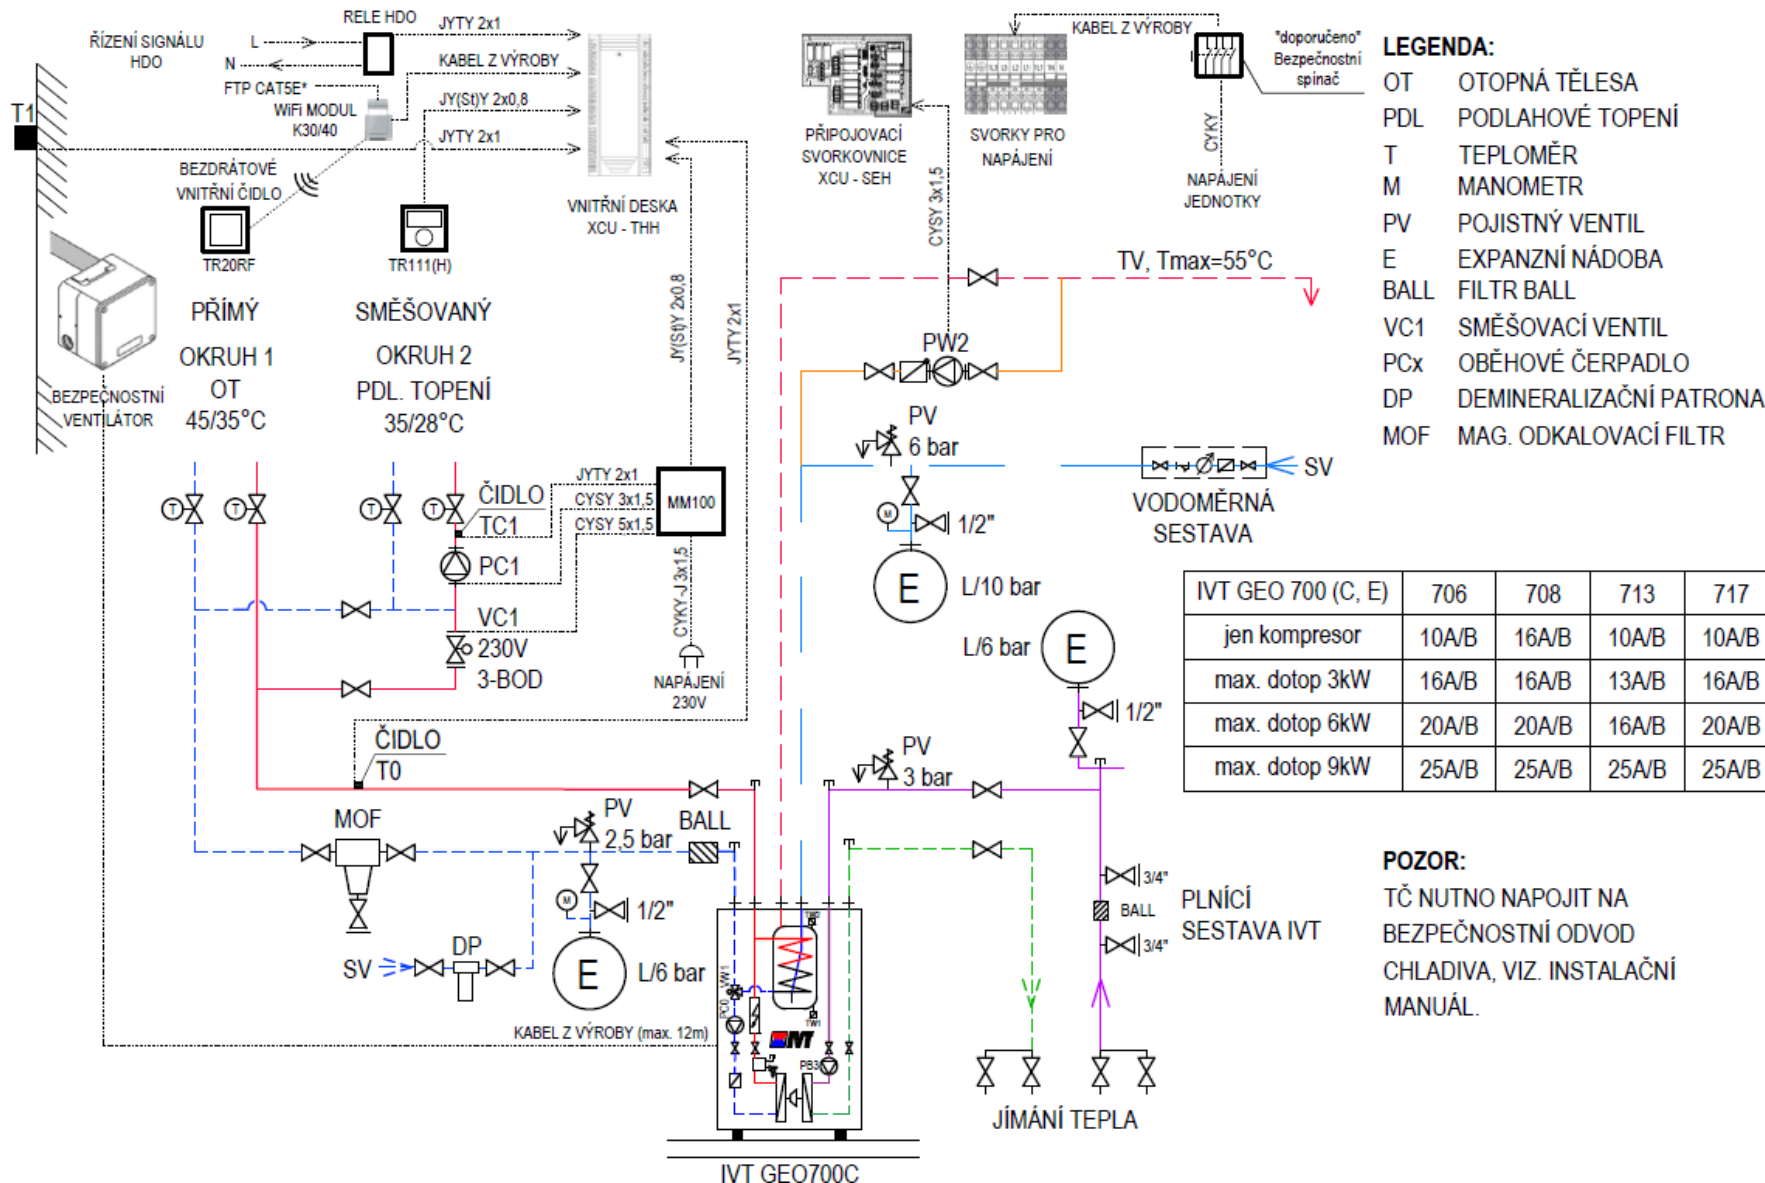 RELE HDO
JYTY 2x1
ŘÍZENÍ SIGNÁLU
HDO
L
N
KABEL Z VÝROBY
FTP CAT5E*
WiFi MODUL
K30/40
JY(St)Y 2x0,8
JYTY 2x1
T1
BEZDRÁTOVÉ
VNITŘNÍ ČIDLO
TR20RF
TR111(H)
VNITŘNÍ DESKA
XCU - THH
PŘIPOJOVACÍ
SVORKOVNICE
XCU - SEH
SVORKY PRO
NAPÁJENÍ
KABEL Z VÝROBY
"doporučeno"
Bezpečnostní
spínač
CYKY
NAPÁJENÍ
JEDNOTKY
CYSY 3x1,5
BEZPEČNOSTNÍ
VENTILÁTOR
PŘÍMÝ
OKRUH 1
OT
45/35°C
SMĚŠOVANÝ
OKRUH 2
PDL. TOPENÍ
35/28°C
JY(St)Y 2x0,8
JYTY 2x1
TV, Tmax=55°C
PW2
PV
6 bar
M
1/2"
E
L/10 bar
SV
VODOMĚRNÁ
SESTAVA
T
T
T
T
ČIDLO
TC1
JYTY 2x1
CYSY 3x1,5
CYSY 5x1,5
MM100
PC1
VC1
230V
3-BOD
CYKY-J 3x1,5
NAPÁJENÍ
230V
ČIDLO
T0
MOF
PV
2,5 bar
BALL
M
1/2"
E
L/6 bar
SV
DP
KABEL Z VÝROBY (max. 12m)
PV
3 bar
L/6 bar
E
1/2"
3/4"
BALL
3/4"
PLNÍCÍ
SESTAVA IVT
JÍMÁNÍ TEPLA
TW2
VW1
PC0
TW1
IVT
PB3
IVT GEO700C
LEGENDA:
OT OTOPNÁ TĚLESA
PDL PODLAHOVÉ TOPENÍ
T TEPLOMĚR
M MANOMETR
PV POJISTNÝ VENTIL
E EXPANZNÍ NÁDOBA
BALL FILTR BALL
VC1 SMĚŠOVACÍ VENTIL
PCx OBĚHOVÉ ČERPADLO
DP DEMINERALIZAČNÍ PATRONA
MOF MAG. ODKALOVACÍ FILTR
IVT GEO 700 (C, E) 706 708 713 717
jen kompresor 10A/B 16A/B 10A/B 10A/B
max. dotop 3kW 16A/B 16A/B 13A/B 16A/B
max. dotop 6kW 20A/B 20A/B 16A/B 20A/B
max. dotop 9kW 25A/B 25A/B 25A/B 25A/B
POZOR:
TČ NUTNO NAPOJIT NA
BEZPEČNOSTNÍ ODVOD
CHLADIVA, VIZ. INSTALAČNÍ
MANUÁL.